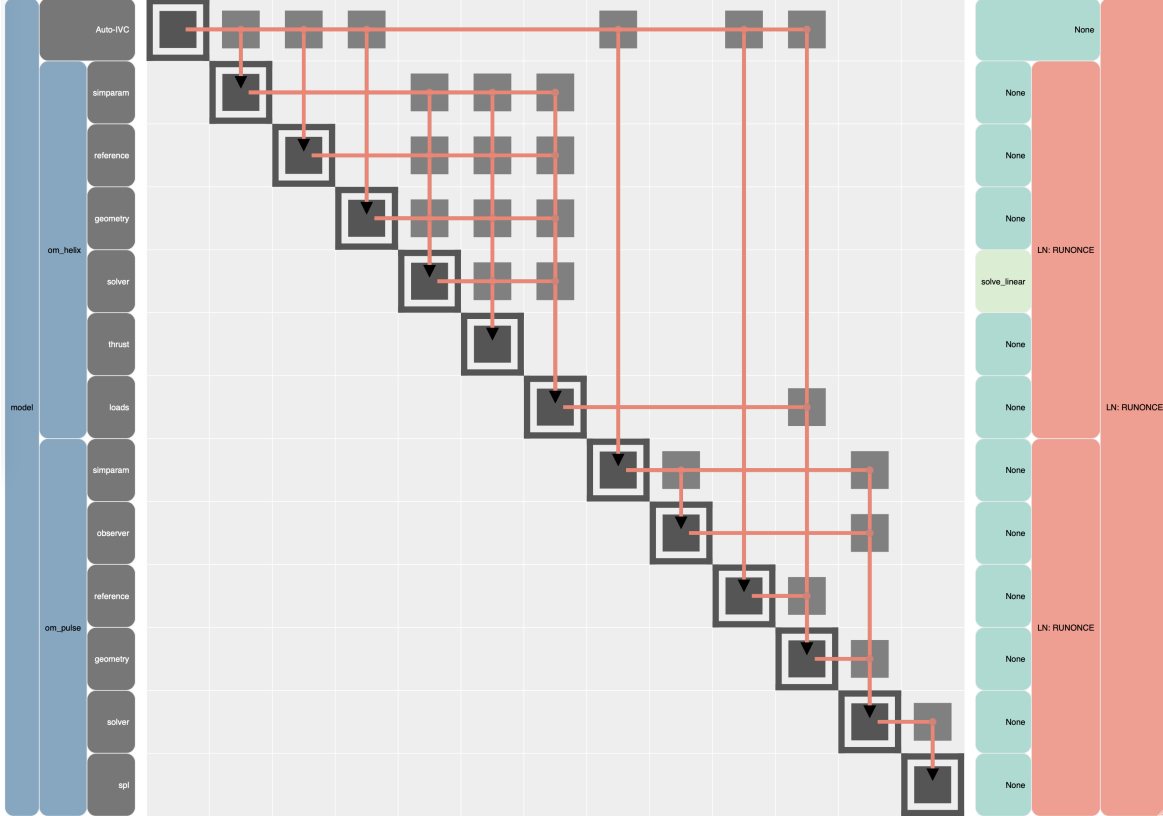 Auto-IVC
None
simparam
None
reference
None
geometry
None
om_helix
LN: RUNONCE
solver
solve_linear
thrust
None
model
loads
None
LN: RUNONCE
simparam
None
observer
None
reference
None
om_pulse
LN: RUNONCE
geometry
None
solver
None
spl
None